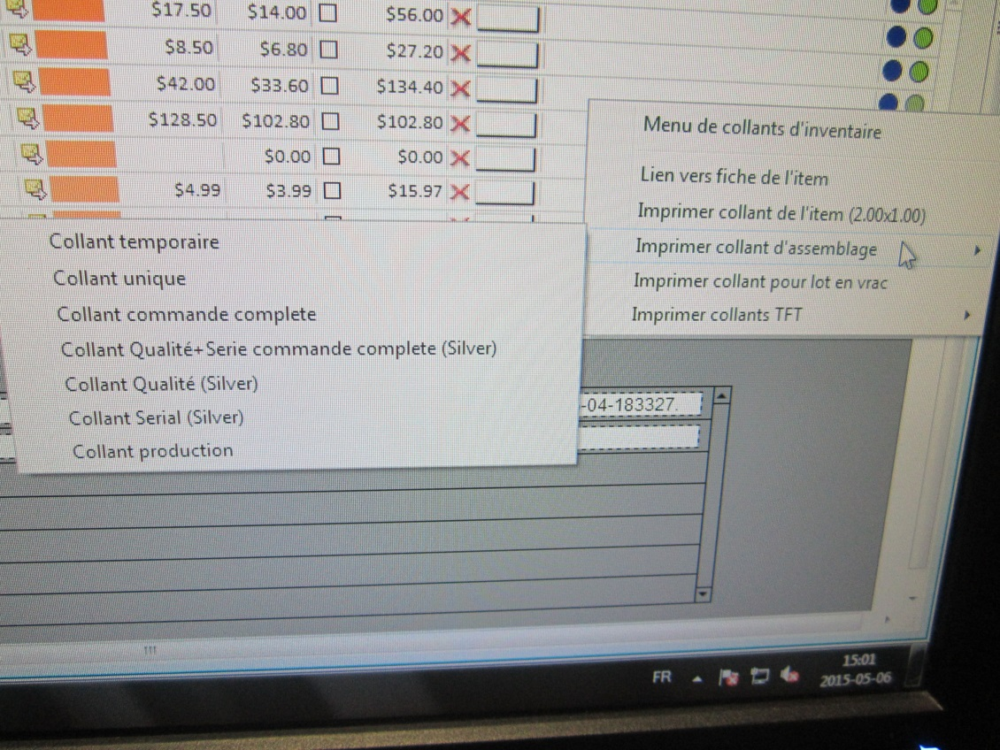 $17.50 $14.00 $56.00
$8.50 $6.80 $27.20
$42.00 $33.60 $134.40
$128.50 $102.80 $102.80
$0.00 $0.00
$4.99 $3.99 $15.97
Menu de collants d'inventaire
Lien vers fiche de l'item
Imprimer collant de l'item (2.00x1.00)
Imprimer collant d'assemblage
Imprimer collant pour lot en vrac
Imprimer collants TFT
Collant temporaire
Collant unique
Collant commande complete
Collant Qualité+Serie commande complete (Silver)
Collant Qualité (Silver)
Collant Serial (Silver)
Collant production
-04-183327.
FR
15:01
2015-05-06